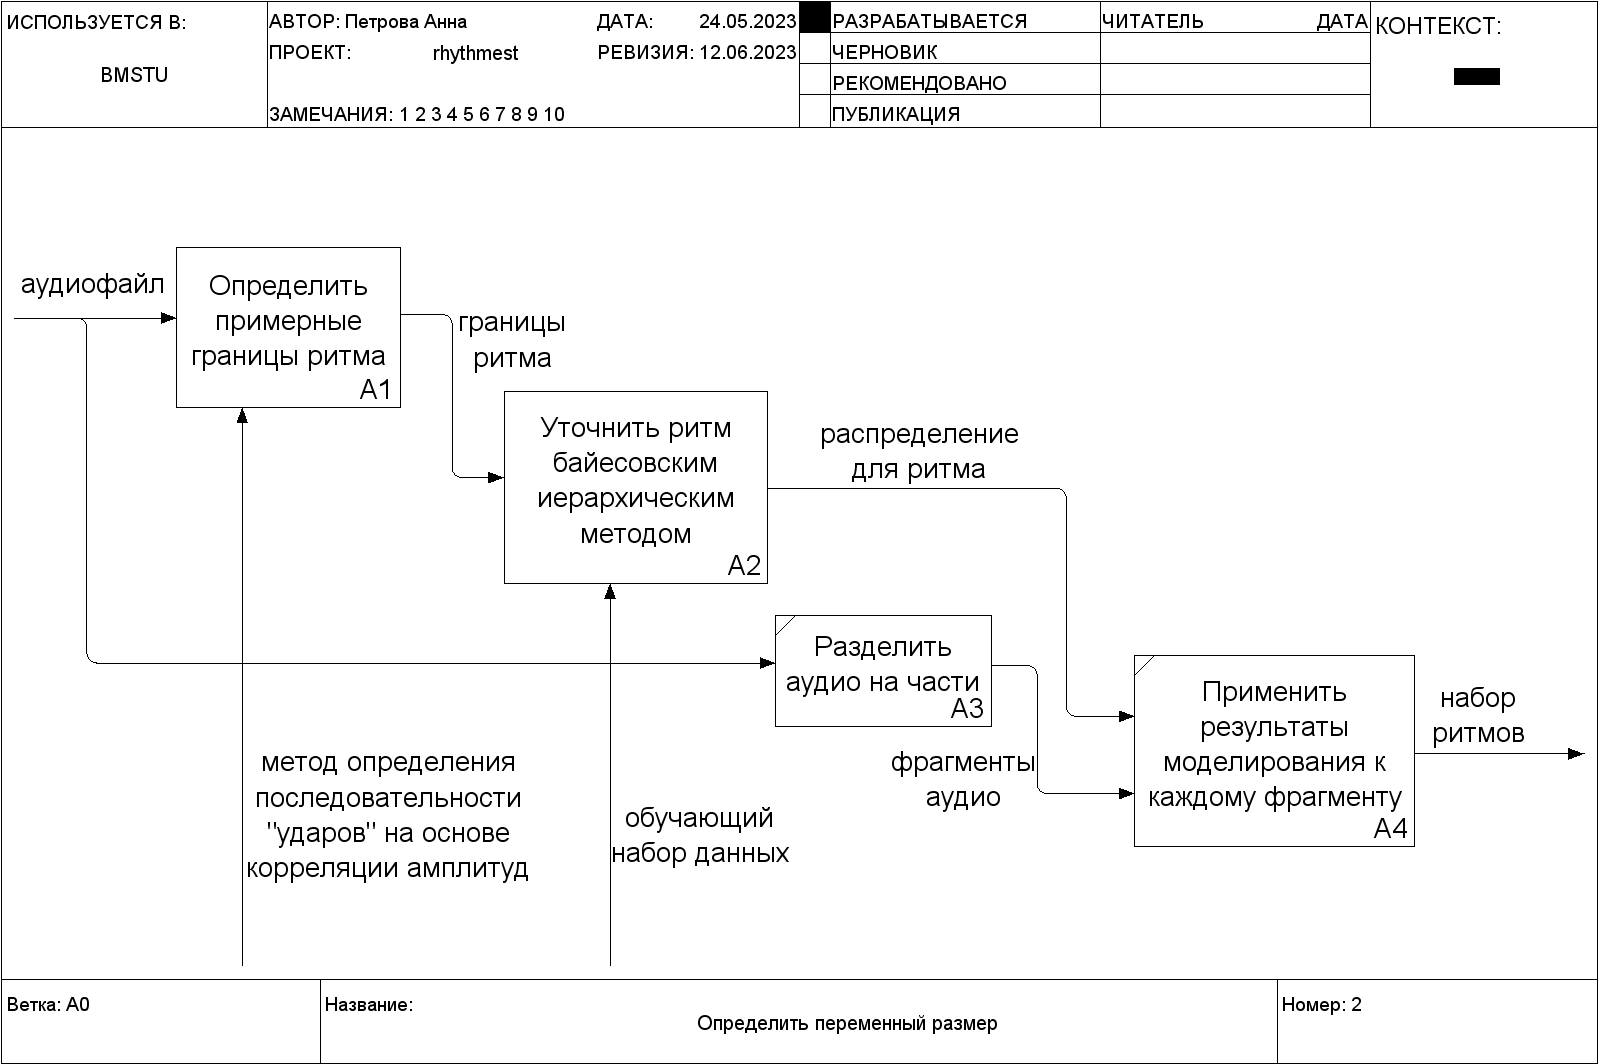 ИСПОЛЬЗУЕТСЯ В:
BMSTU
АВТОР: Петрова Анна
ДАТА: 24.05.2023
ПРОЕКТ: rhythmest
РЕВИЗИЯ: 12.06.2023
ЗАМЕЧАНИЯ: 1 2 3 4 5 6 7 8 9 10
РАЗРАБАТЫВАЕТСЯ
ЧЕРНОВИК
РЕКОМЕНДОВАНО
ПУБЛИКАЦИЯ
ЧИТАТЕЛЬ
ДАТА
КОНТЕКСТ:
аудиофайл
Определить
примерные
границы ритма
A1
границы
ритма
Уточнить ритм
байесовским
иерархическим
методом
A2
распределение
для ритма
Разделить
аудио на части
A3
фрагменты
аудио
Применить
результаты
моделирования к
каждому фрагменту
A4
набор
ритмов
метод определения
последовательности
"ударов" на основе
корреляции амплитуд
обучающий
набор данных
Ветка: A0
Название:
Определить переменный размер
Номер: 2